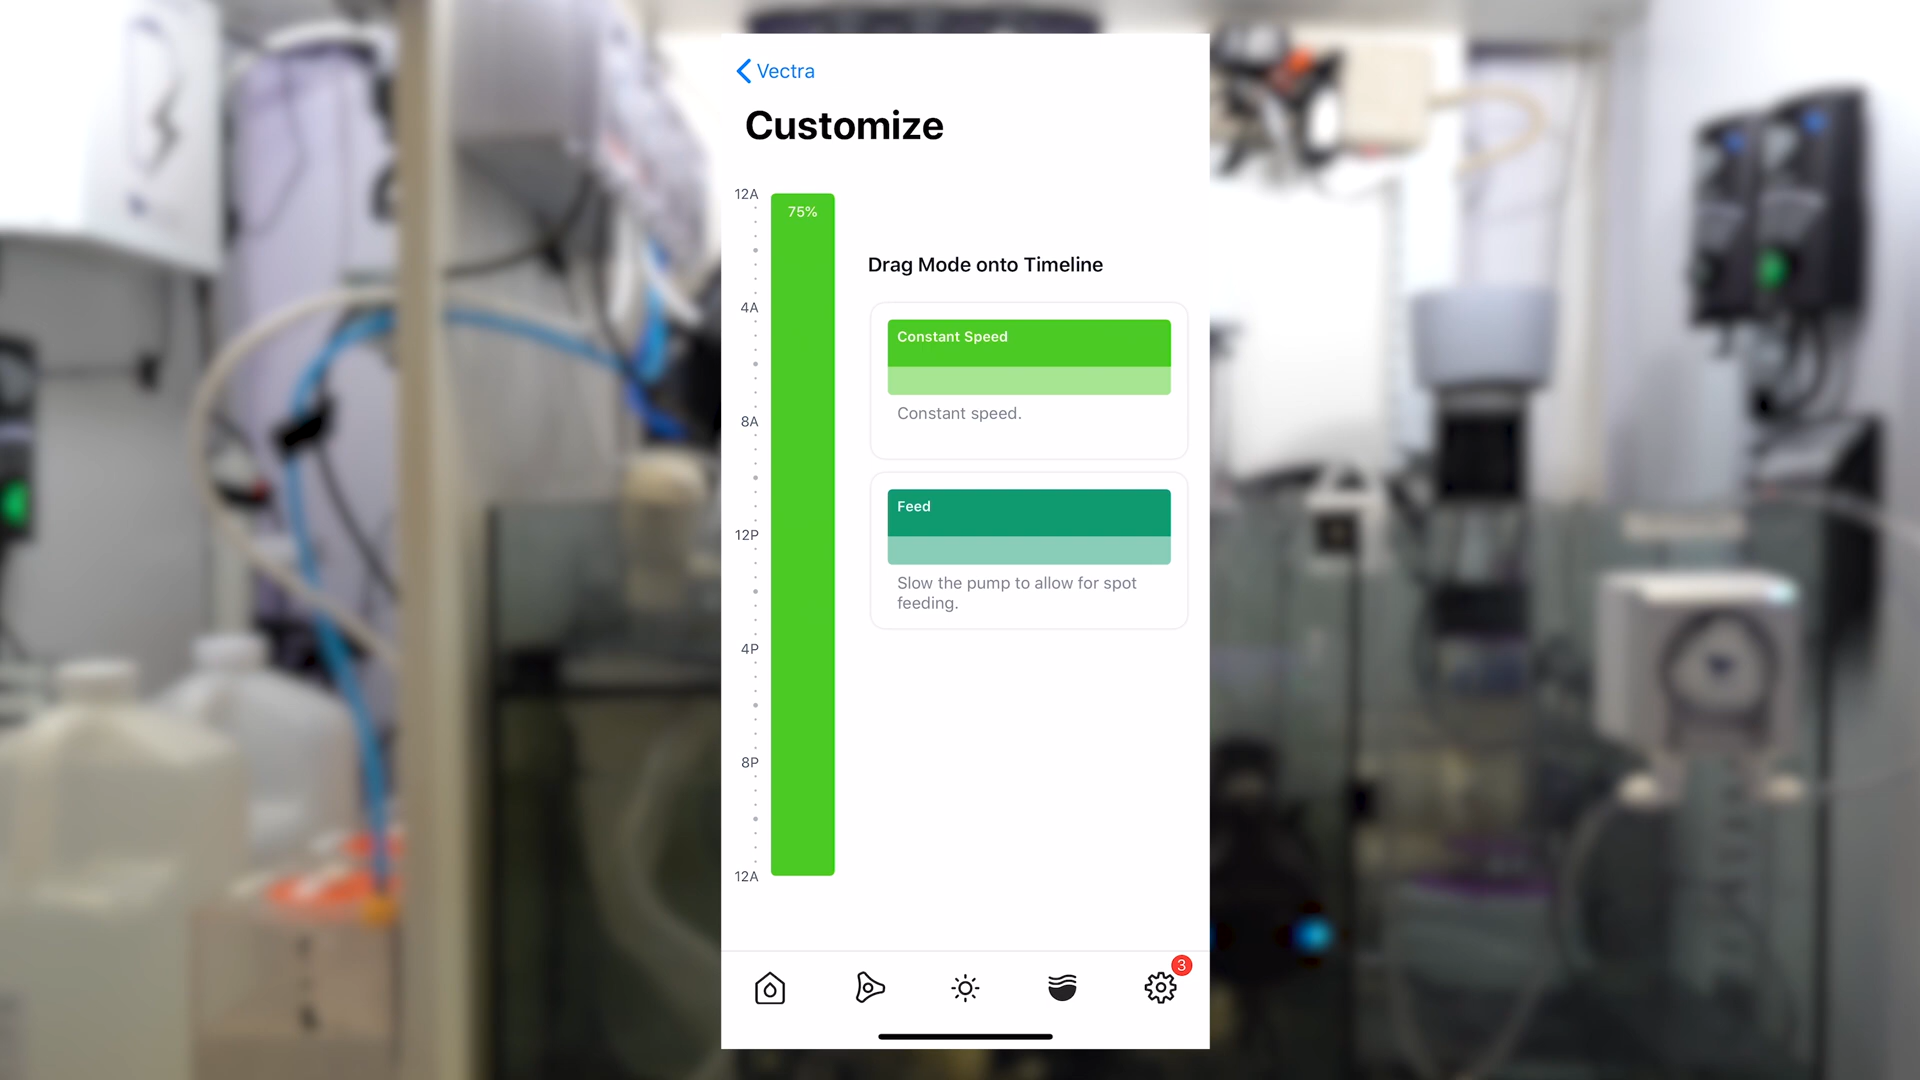 Vectra
Customize
12A
75%
Drag Mode onto Timeline
4A
Constant Speed
Constant speed.
8A
Feed
12P
Slow the pump to allow for spot
feeding.
4P
8P
12A
3